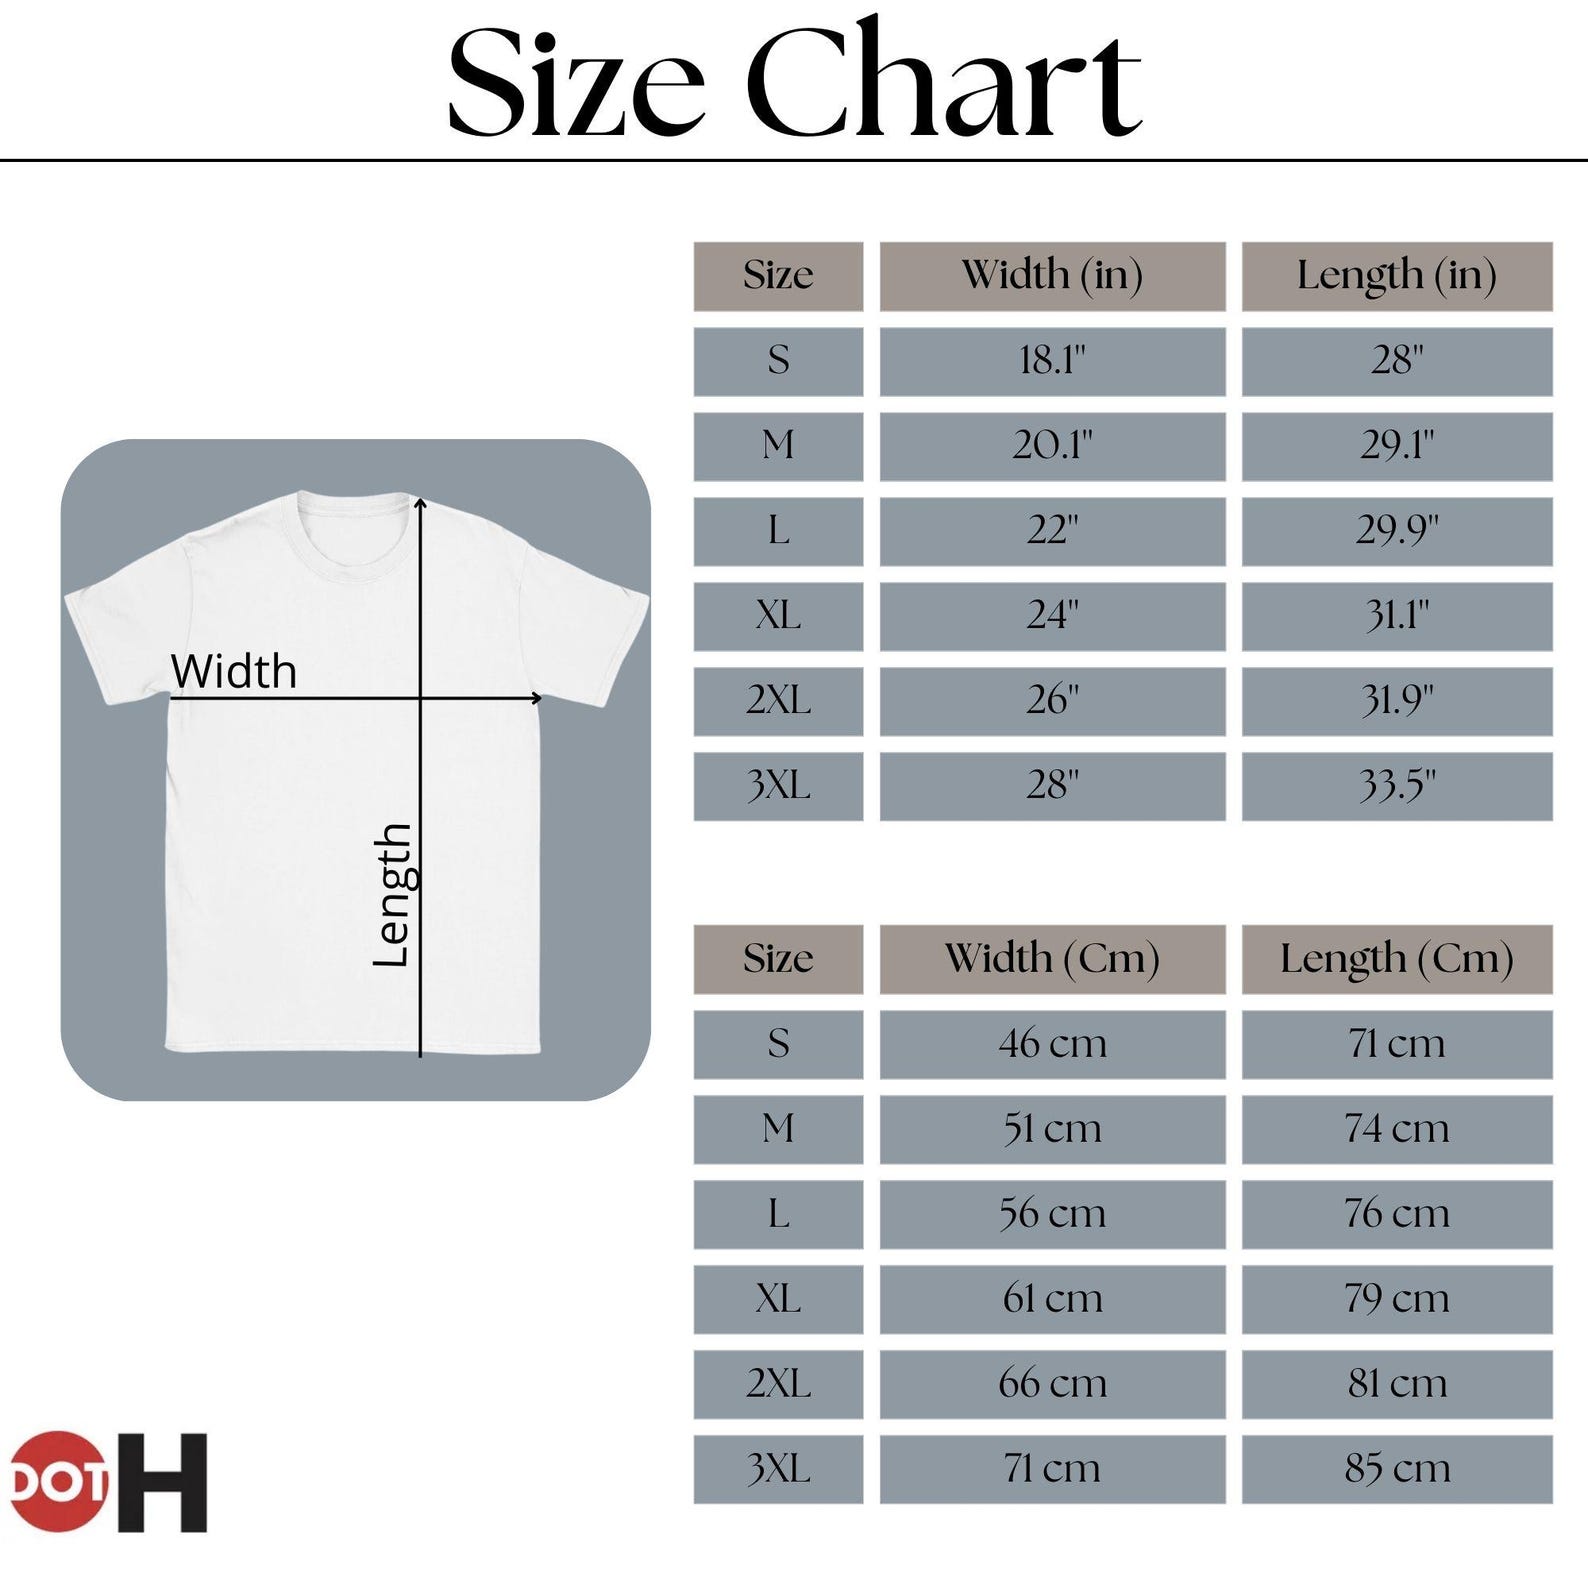 Size Chart
Size Width (in) Length (in)
S 18.1" 28"
M 20.1" 29.1"
L 22" 29.9"
XL 24" 31.1"
2XL 26" 31.9"
3XL 28" 33.5"
Width
Length
Size Width (Cm) Length (Cm)
S 46 cm 71 cm
M 51 cm 74 cm
L 56 cm 76 cm
XL 61 cm 79 cm
2XL 66 cm 81 cm
3XL 71 cm 85 cm
DOT H